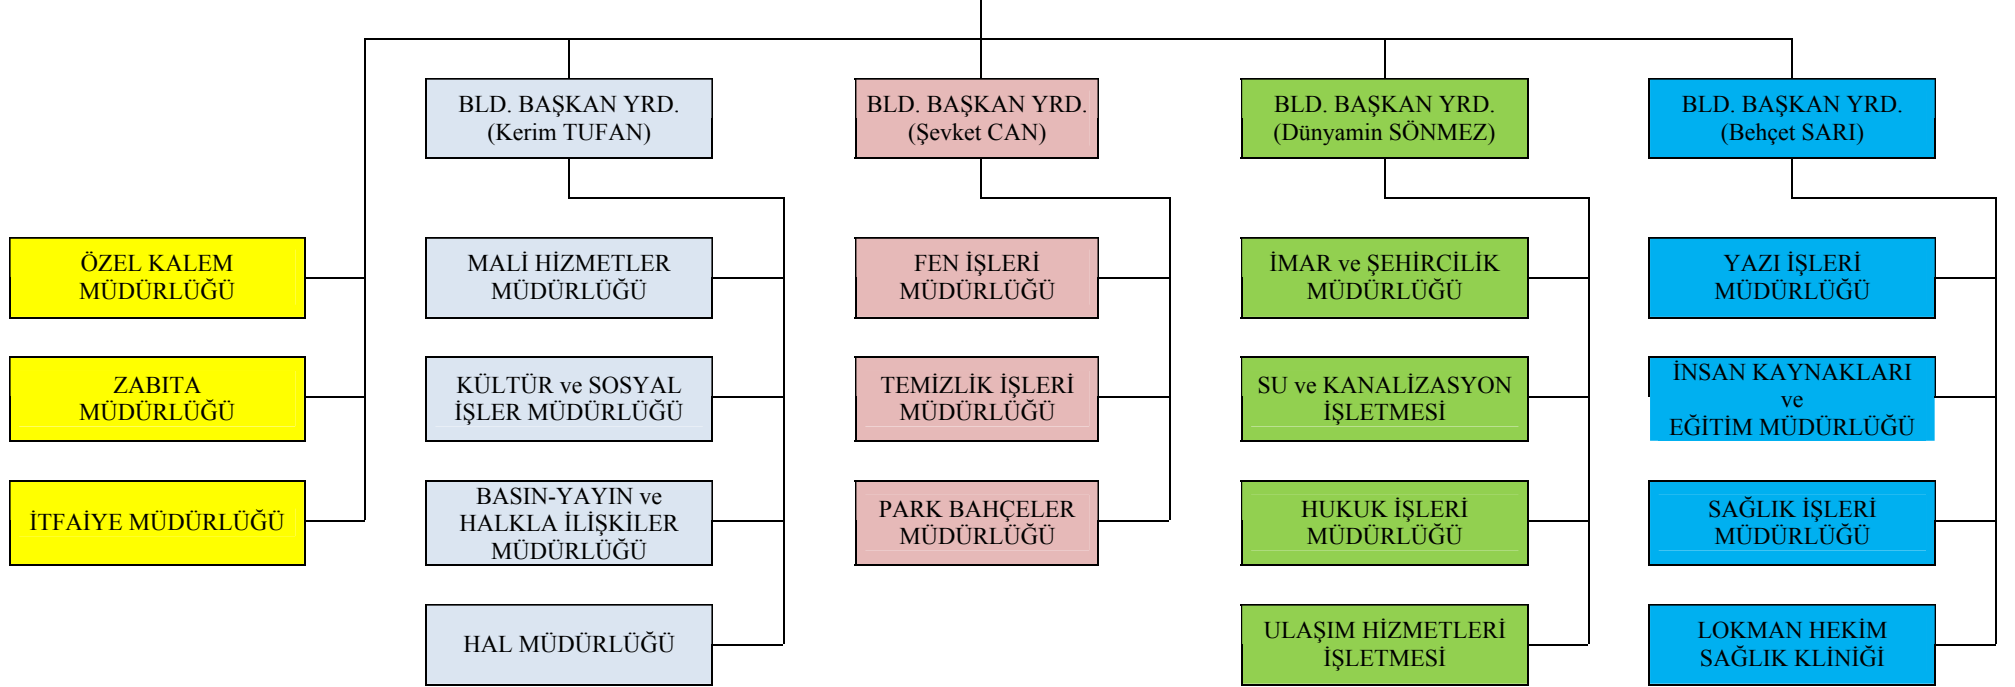 BLD. BAŞKAN YRD.
(Kerim TUFAN)
BLD. BAŞKAN YRD.
(Şevket CAN)
BLD. BAŞKAN YRD.
(Dünyamin SÖNMEZ)
BLD. BAŞKAN YRD.
(Behçet SARI)
ÖZEL KALEM
MÜDÜRLÜĞÜ
MALİ HİZMETLER
MÜDÜRLÜĞÜ
FEN İŞLERİ
MÜDÜRLÜĞÜ
İMAR ve ŞEHİRCİLİK
MÜDÜRLÜĞÜ
YAZI İŞLERİ
MÜDÜRLÜĞÜ
ZABITA
MÜDÜRLÜĞÜ
KÜLTÜR ve SOSYAL
İŞLER MÜDÜRLÜĞÜ
TEMİZLİK İŞLERİ
MÜDÜRLÜĞÜ
SU ve KANALİZASYON
İŞLETMESİ
İNSAN KAYNAKLARI
ve
EĞİTİM MÜDÜRLÜĞÜ
İTFAİYE MÜDÜRLÜĞÜ
BASIN-YAYIN ve
HALKLA İLİŞKİLER
MÜDÜRLÜĞÜ
PARK BAHÇELER
MÜDÜRLÜĞÜ
HUKUK İŞLERİ
MÜDÜRLÜĞÜ
SAĞLIK İŞLERİ
MÜDÜRLÜĞÜ
HAL MÜDÜRLÜĞÜ
ULAŞIM HİZMETLERİ
İŞLETMESİ
LOKMAN HEKİM
SAĞLIK KLİNİĞİ